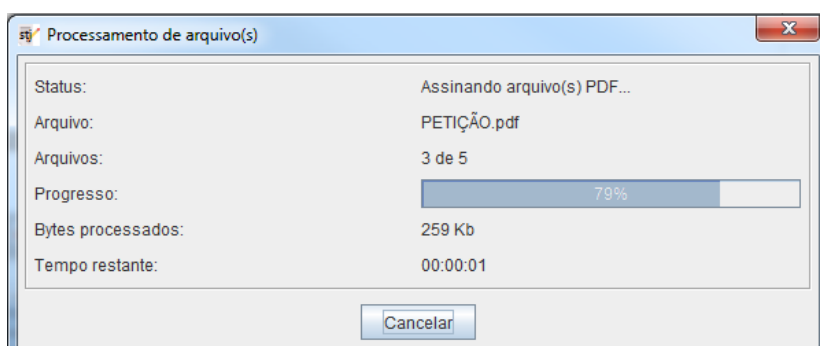 stj Processamento de arquivo(s)
Status: Assinando arquivo(s) PDF...
Arquivo: PETIÇÃO.pdf
Arquivos: 3 de 5
Progresso: 79%
Bytes processados: 259 Kb
Tempo restante: 00:00:01
Cancelar